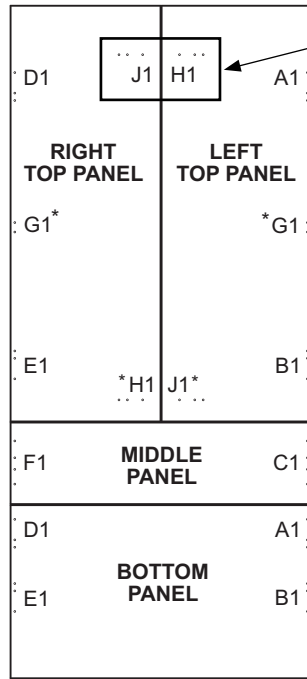 D1 J1 H1 A1
RIGHT LEFT
TOP PANEL TOP PANEL
G1* *G1
E1 B1
*H1 J1*
F1 MIDDLE C1
PANEL
D1 A1
BOTTOM
E1 PANEL B1